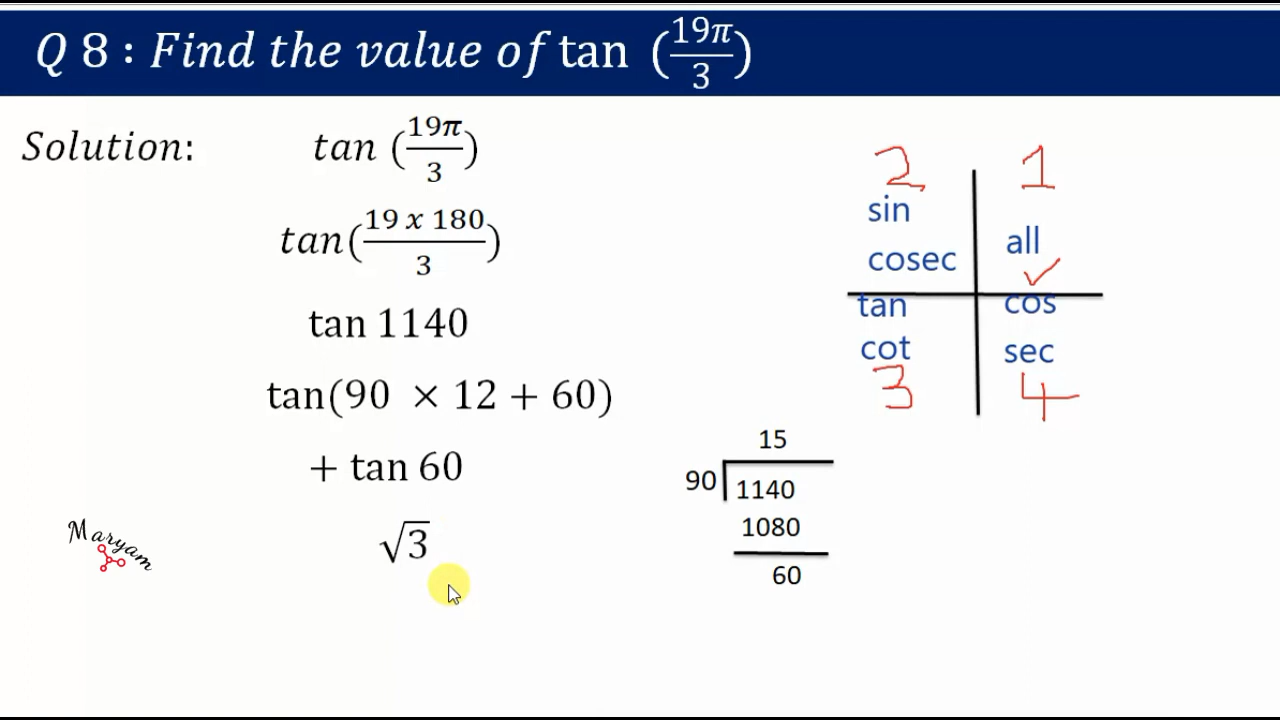 Q 8 : Find the value of tan (19π/3)
Solution: tan (19π/3)
tan(19 x 180/3)
tan 1140
tan(90 × 12 + 60)
+ tan 60
√3
Maryam
2 1
sin
cosec
all
tan
cot
cos
sec
3 4
15
90 1140
1080
60